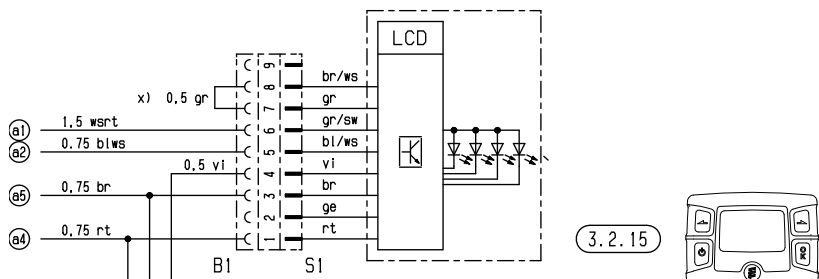 LCD
9
8 br/ws
x) 0,5 gr 7 gr
a1 1,5 wsrt 6 gr/sw
a2 0.75 blws 5 bl/ws
0,5 vi 4 vi
a5 0,75 br 3 br
2 ge
a4 0,75 rt 1 rt
3.2.15
OK
B1 S1